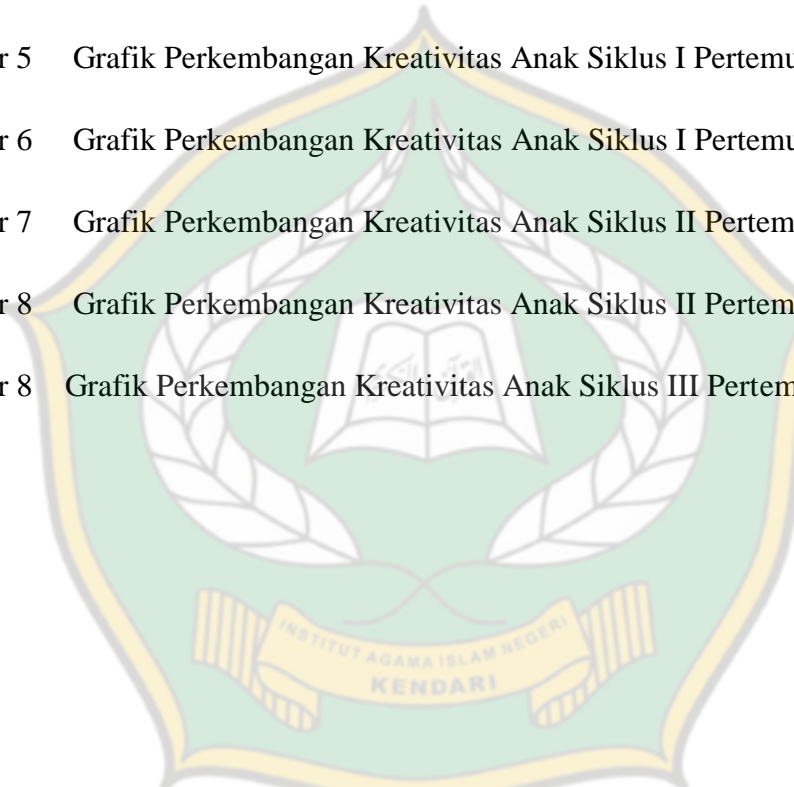 r 5 Grafik Perkembangan Kreativitas Anak Siklus I Pertemu
r 6 Grafik Perkembangan Kreativitas Anak Siklus I Pertemu
r 7 Grafik Perkembangan Kreativitas Anak Siklus II Pertem
r 8 Grafik Perkembangan Kreativitas Anak Siklus II Pertem
r 8 Grafik Perkembangan Kreativitas Anak Siklus III Pertem
INSTITUT AGAMA ISLAM NEGERI
KENDARI